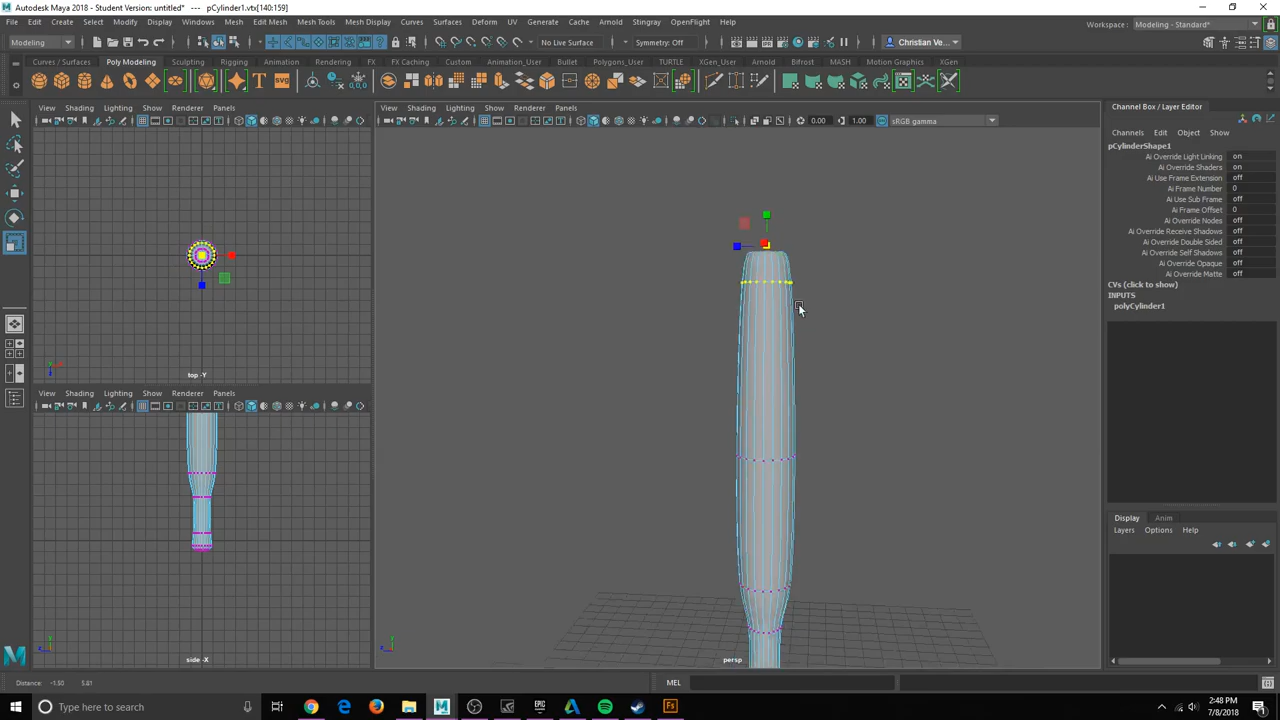 Autodesk Maya 2018 - Student Version: untitled* --- pCylinder1.vtx[140:159]
File Edit Create Select Modify Display Windows Mesh Edit Mesh Mesh Tools Mesh Display Curves Surfaces Deform UV Generate Cache Arnold Stingray OpenFlight Help
Workspace : Modeling - Standard*
Modeling No Live Surface Symmetry: Off Christian Ve...
Curves / Surfaces Poly Modeling Sculpting Rigging Animation Rendering FX FX Caching Custom Animation_User Bullet Polygons_User TURTLE XGen_User Arnold Bifrost MASH Motion Graphics XGen
View Shading Lighting Show Renderer Panels
View Shading Lighting Show Renderer Panels
0.00 1.00 sRGB gamma
top -Y
View Shading Lighting Show Renderer Panels
side -X
persp
Channel Box / Layer Editor
Channels Edit Object Show
pCylinderShape1
Ai Override Light Linking on
Ai Override Shaders on
Ai Use Frame Extension off
Ai Frame Number 0
Ai Use Sub Frame off
Ai Frame Offset 0
Ai Override Nodes off
Ai Override Receive Shadows off
Ai Override Double Sided off
Ai Override Self Shadows off
Ai Override Opaque off
Ai Override Matte off
CVs (click to show)
INPUTS
polyCylinder1
Display Anim
Layers Options Help
Distance: -1.50 5.81
MEL
Type here to search
2:48 PM
7/8/2018